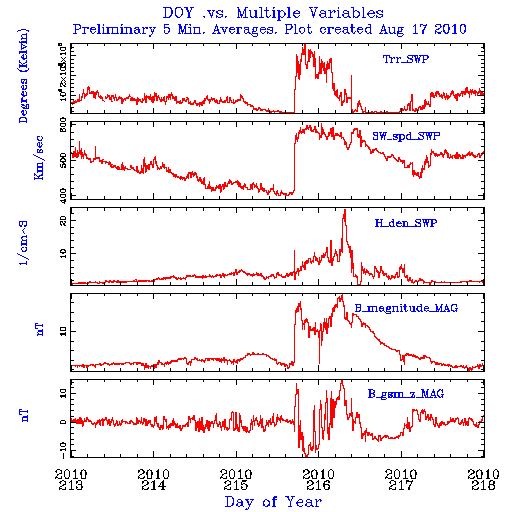 DOY .vs. Multiple Variables
Preliminary 5 Min. Averages. Plot created Aug 17 2010
Degrees (Kelvin)
Trr_SWP
Km/sec
800
600
400
SW_spd_SWP
1/cm^3
20
10
H_den_SWP
nT
10
B_magnitude_MAG
nT
10
0
-10
B_gsm_z_MAG
2010 2010 2010 2010 2010 2010
213 214 215 216 217 218
Day of Year